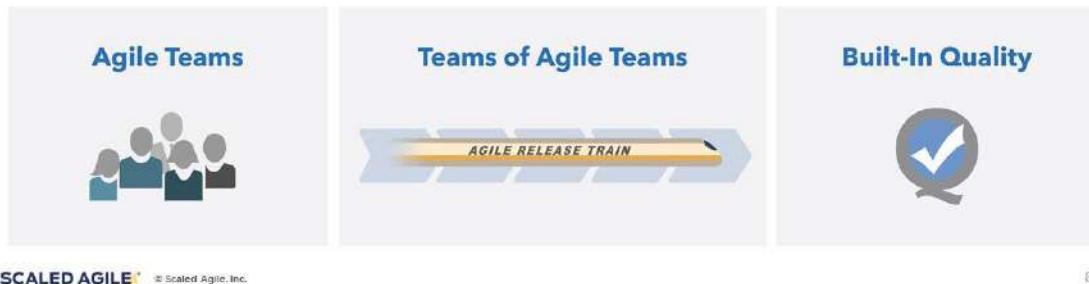 Agile Teams
Teams of Agile Teams
Built-In Quality
AGILE RELEASE TRAIN
SCALED AGILE © Scaled Agile, Inc.